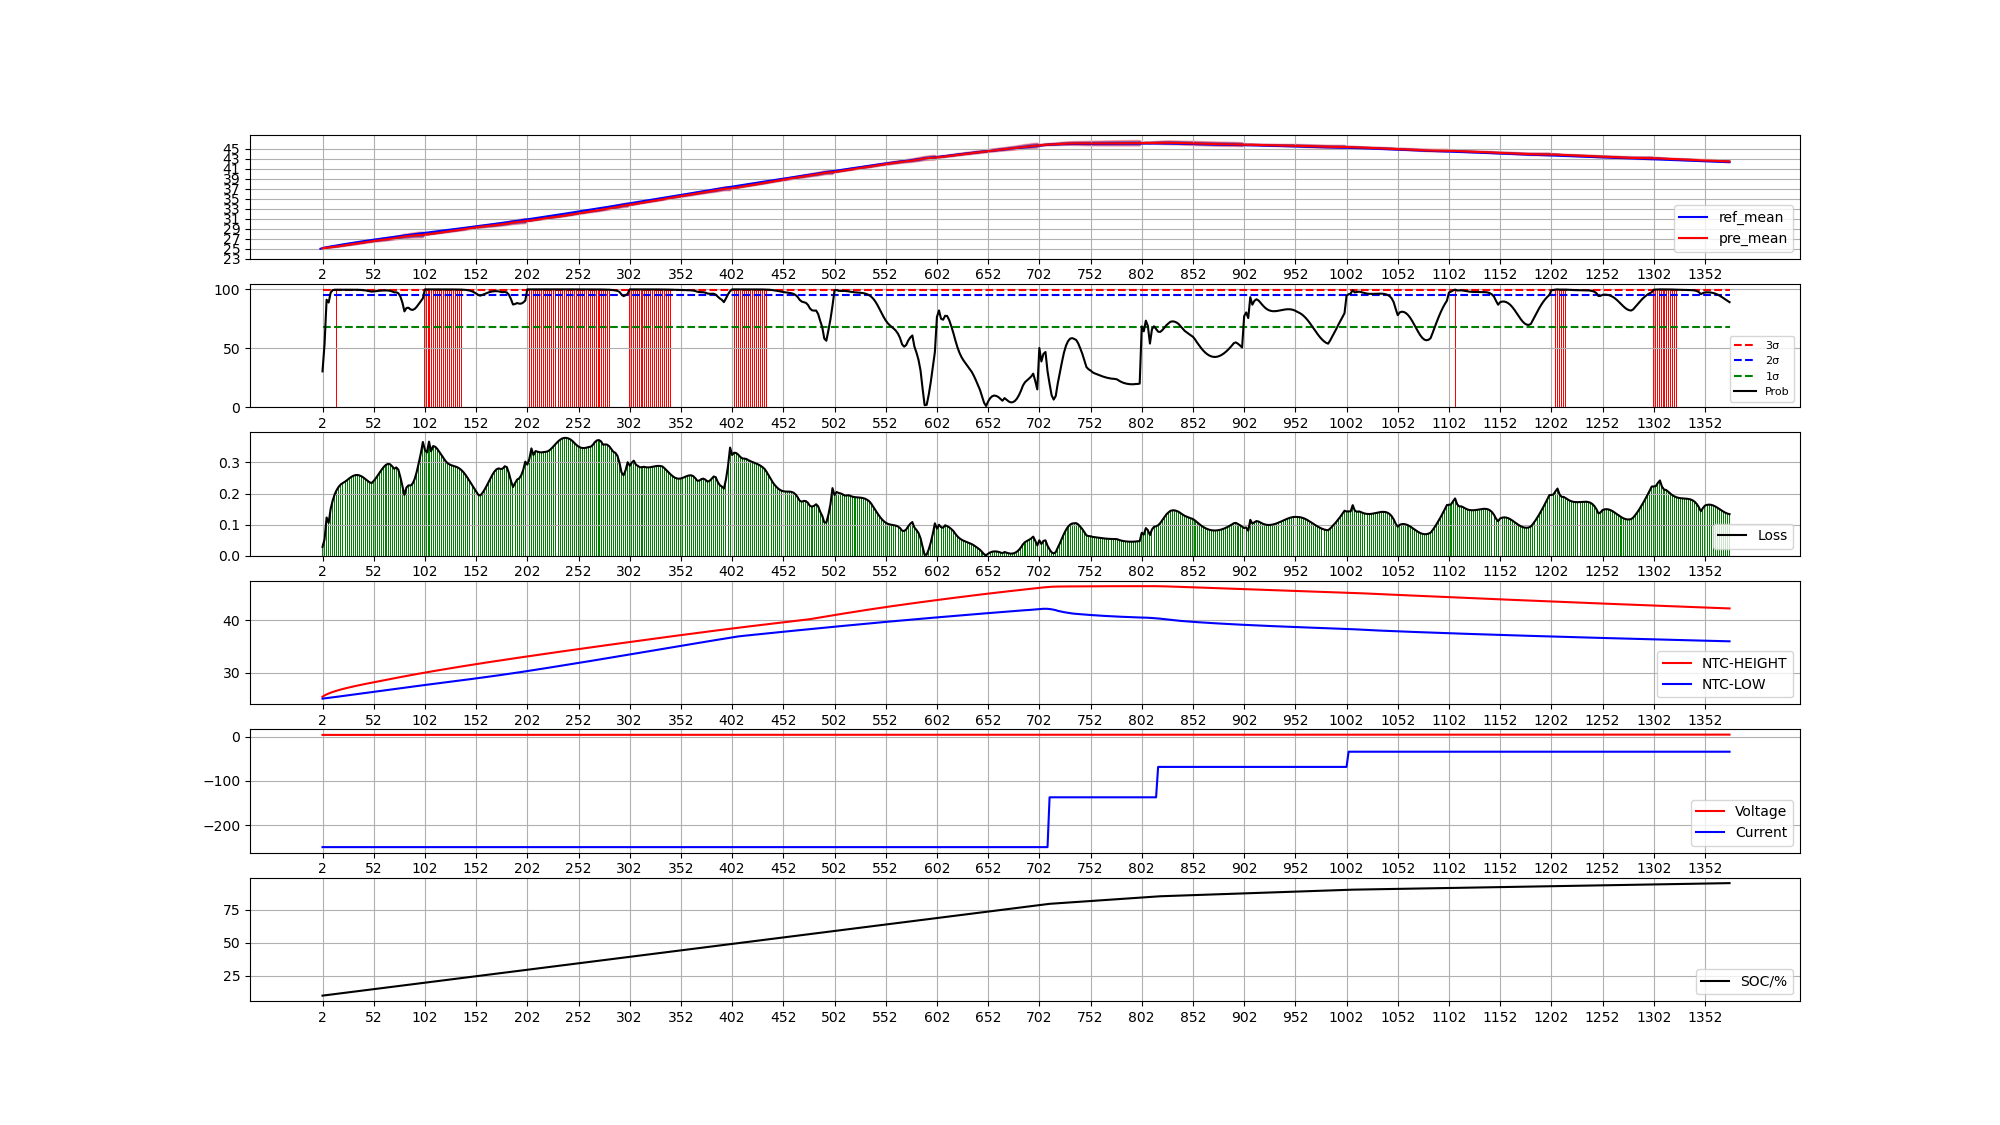 45
43
41
39
37
35
33
31
29
27
25
23
ref_mean
pre_mean
2 52 102 152 202 252 302 352 402 452 502 552 602 652 702 752 802 852 902 952 1002 1052 1102 1152 1202 1252 1302 1352
100
50
0
3σ
2σ
1σ
Prob
2 52 102 152 202 252 302 352 402 452 502 552 602 652 702 752 802 852 902 952 1002 1052 1102 1152 1202 1252 1302 1352
0.3
0.2
0.1
0.0
Loss
2 52 102 152 202 252 302 352 402 452 502 552 602 652 702 752 802 852 902 952 1002 1052 1102 1152 1202 1252 1302 1352
40
30
NTC-HEIGHT
NTC-LOW
2 52 102 152 202 252 302 352 402 452 502 552 602 652 702 752 802 852 902 952 1002 1052 1102 1152 1202 1252 1302 1352
0
−100
−200
Voltage
Current
2 52 102 152 202 252 302 352 402 452 502 552 602 652 702 752 802 852 902 952 1002 1052 1102 1152 1202 1252 1302 1352
75
50
25
SOC/%
2 52 102 152 202 252 302 352 402 452 502 552 602 652 702 752 802 852 902 952 1002 1052 1102 1152 1202 1252 1302 1352